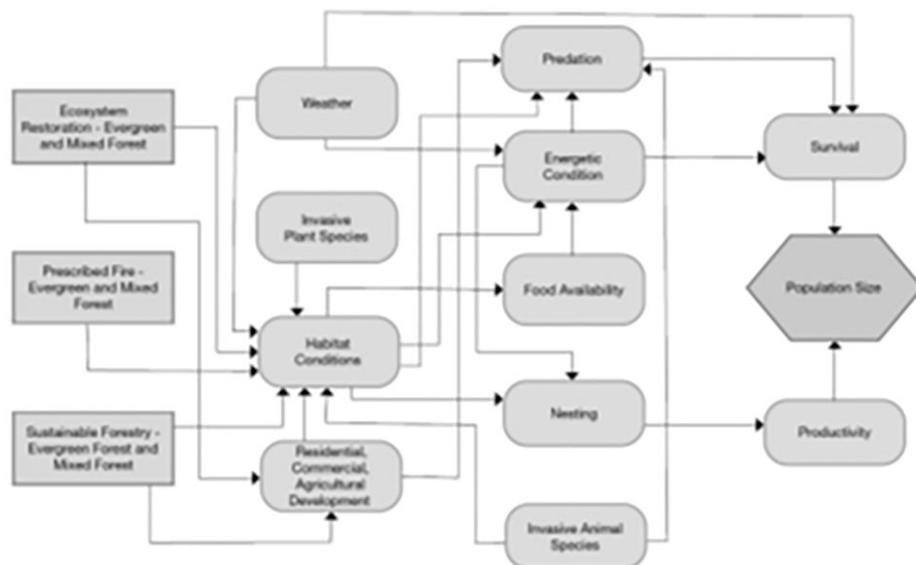 Ecosystem
Restoration - Evergreen
and Mixed Forest
Prescribed Fire -
Evergreen and Mixed
Forest
Sustainable Forestry -
Evergreen Forest and
Mixed Forest
Weather
Invasive
Plant Species
Habitat
Conditions
Residential,
Commercial,
Agricultural
Development
Predation
Energetic
Condition
Food Availability
Nesting
Invasive Animal
Species
Survival
Population Size
Productivity